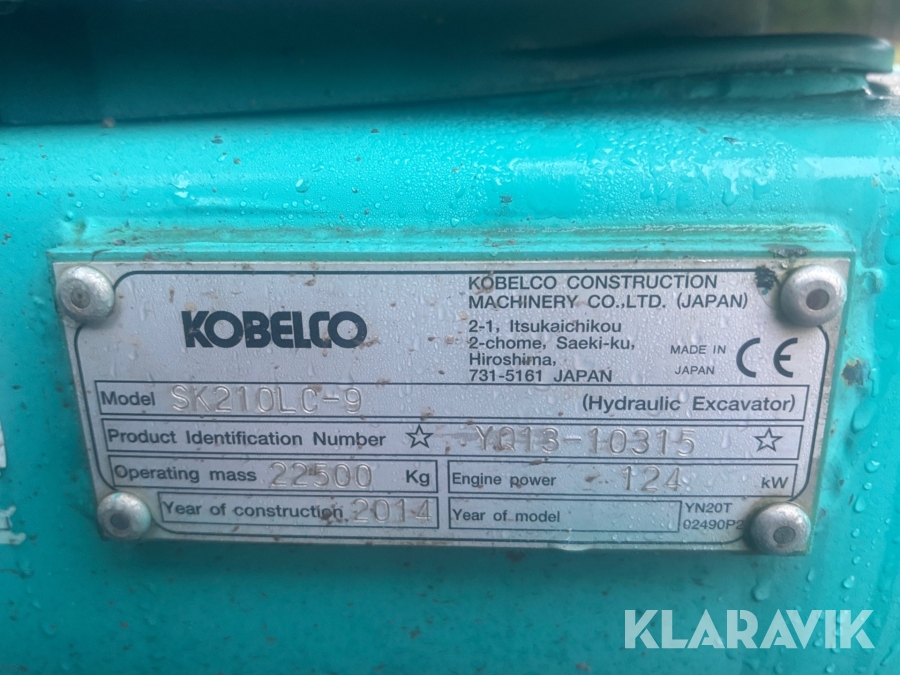 KOBELCO
KOBELCO CONSTRUCTION
MACHINERY CO.,LTD. (JAPAN)
2-1, Itsukaichikou
2-chome, Saeki-ku,
Hiroshima,
731-5161 JAPAN
MADE IN
JAPAN
CE
Model SK210LC-9 (Hydraulic Excavator)
Product Identification Number ☆ YQ13-10315 ☆
Operating mass 22500 Kg
Engine power 124 kW
Year of construction 2014
Year of model
YN20T
02490P2
KLARAVIK